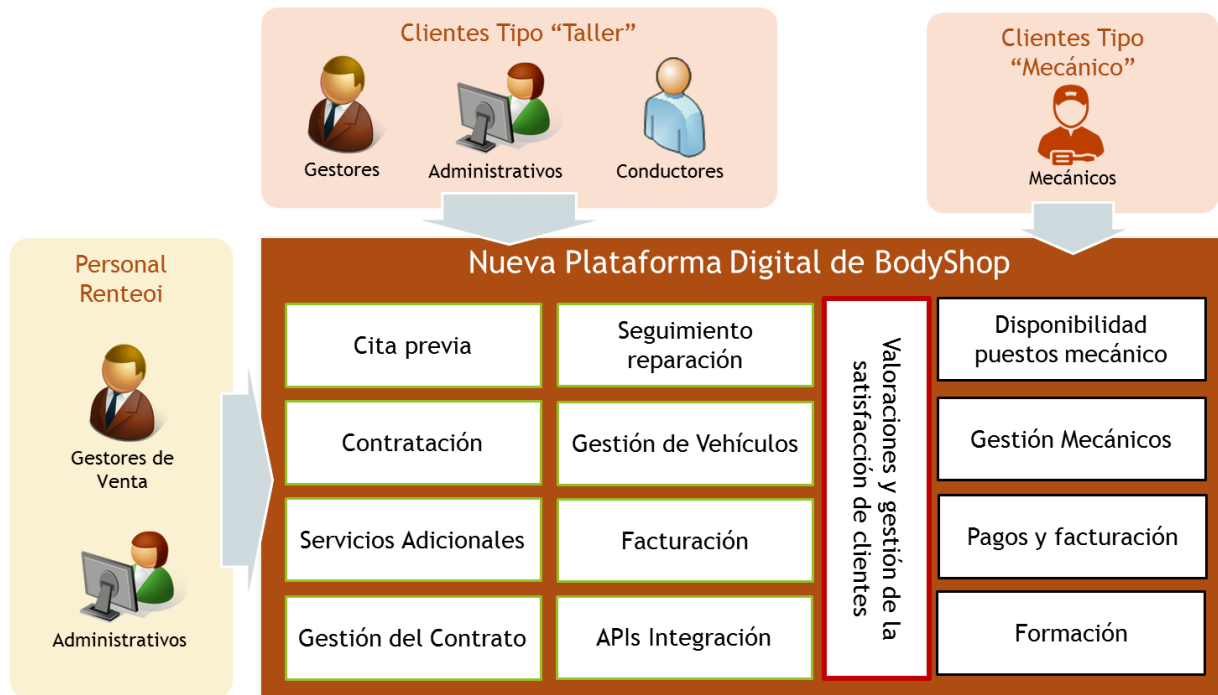 Clientes Tipo “Taller”
Gestores
Administrativos
Conductores
Clientes Tipo
“Mecánico”
Mecánicos
Personal
Renteoi
Gestores de
Venta
Administrativos
Nueva Plataforma Digital de BodyShop
Cita previa
Seguimiento
reparación
Contratación
Gestión de Vehículos
Servicios Adicionales
Facturación
Gestión del Contrato
APIs Integración
Valoraciones y gestión de la
satisfacción de clientes
Disponibilidad
puestos mecánico
Gestión Mecánicos
Pagos y facturación
Formación